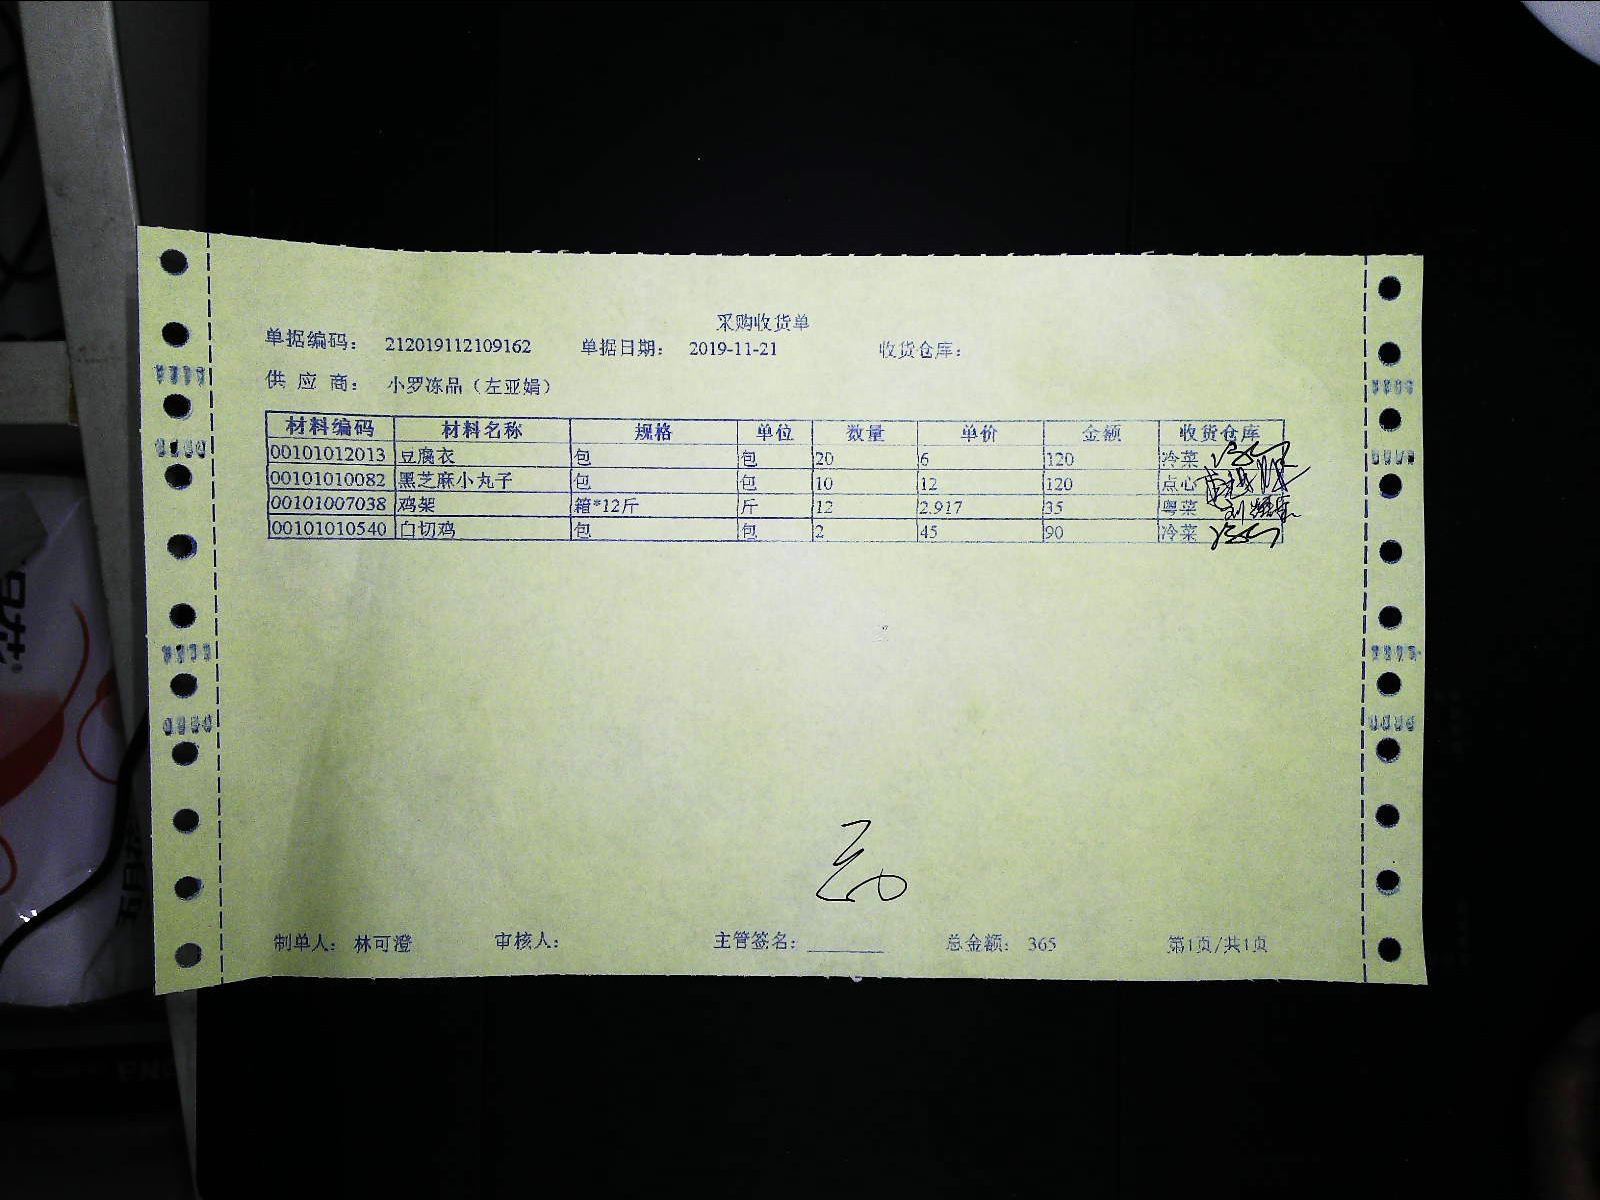 采购收货单
单据编码： 212019112109162 单据日期： 2019-11-21 收货仓库：
供 应 商： 小罗冻品（左亚娟）
材料编码 材料名称 规格 单位 数量 单价 金额 收货仓库
00101012013 豆腐衣 包 包 20 6 120 冷菜
00101010082 黑芝麻小丸子 包 包 10 12 120 点心
00101007038 鸡架 箱*12斤 斤 12 2.917 35 粤菜
00101010540 白切鸡 包 包 2 45 90 冷菜
制单人： 林可澄 审核人： 主管签名：________ 总金额： 365 第1页/共1页